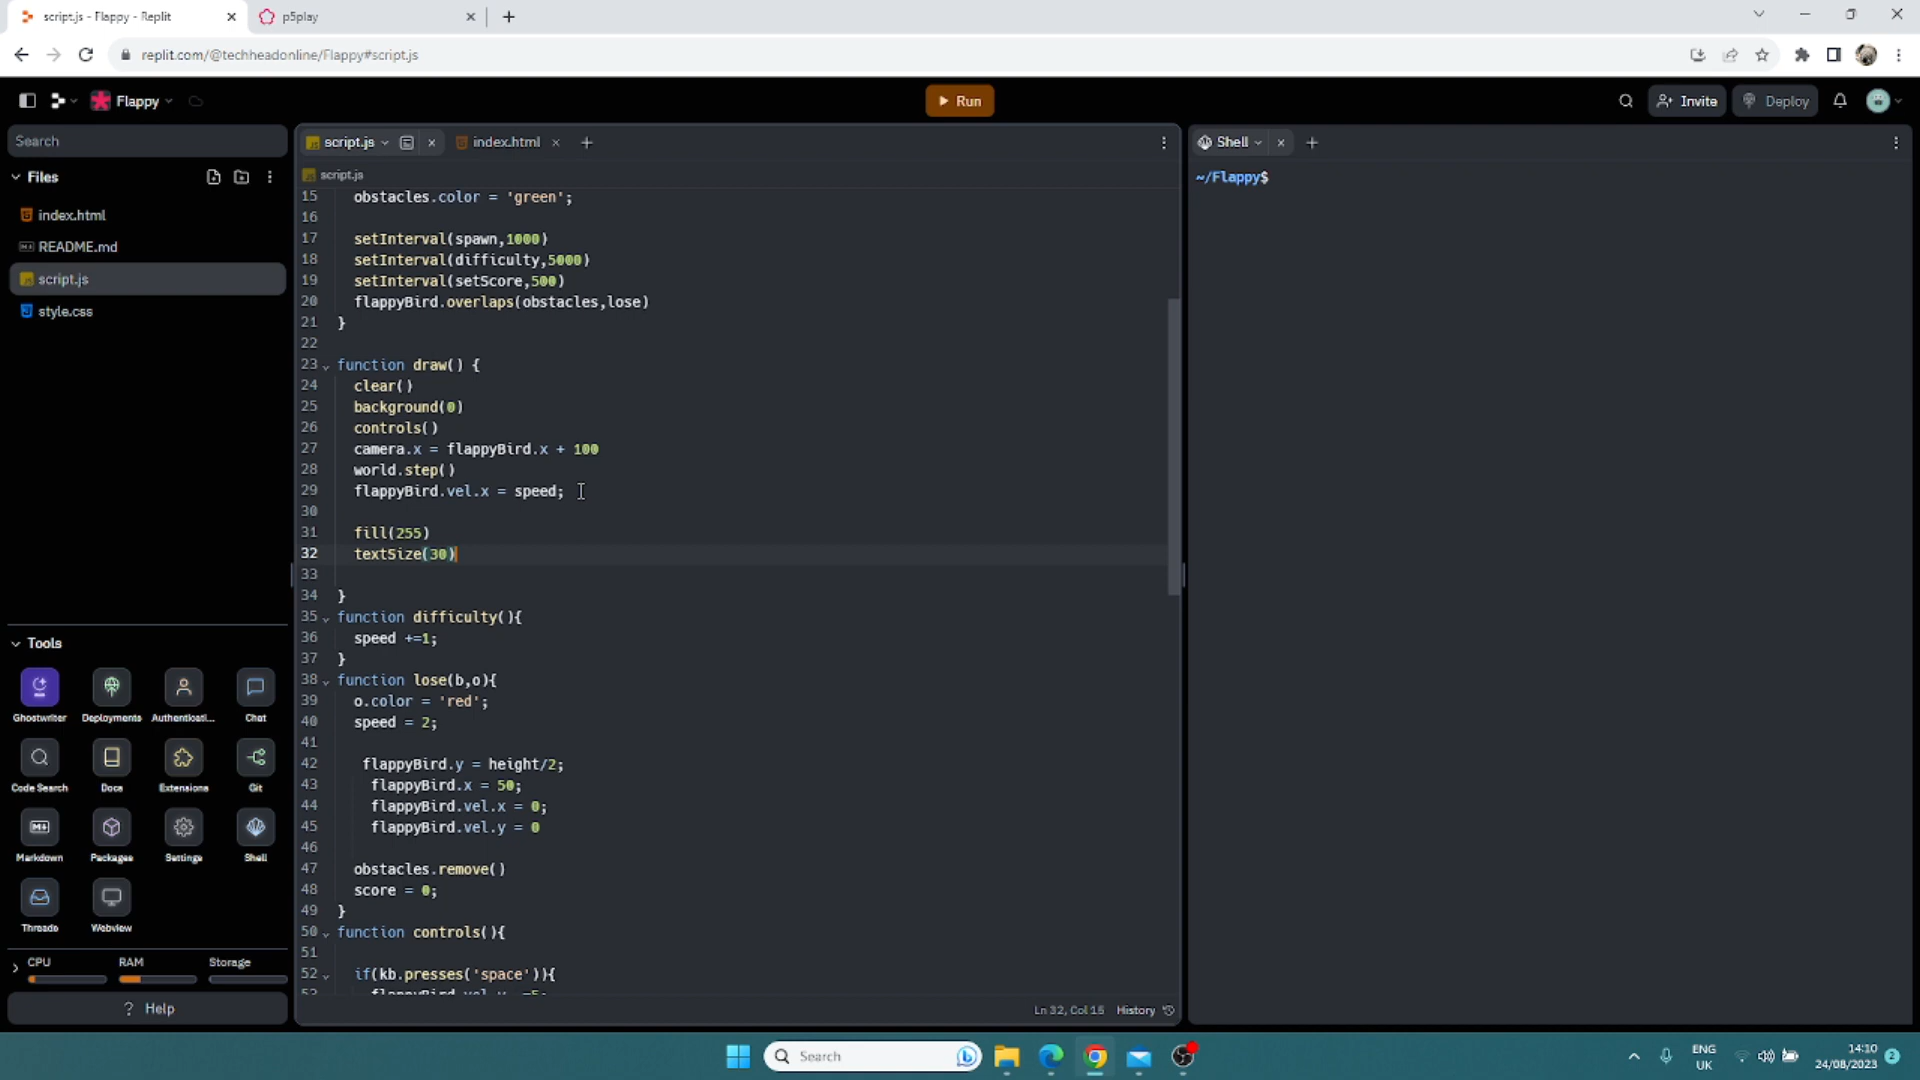 script.js - Flappy - Replit
p5play
replit.com/@techheadonline/Flappy#script.js
Flappy
Run
Invite
Deploy
Search
script.js
index.html
Shell
Files
script.js
~/Flappy$
index.html
README.md
script.js
style.css
15 obstacles.color = 'green';
16
17 setInterval(spawn,1000)
18 setInterval(difficulty,5000)
19 setInterval(setScore,500)
20 flappyBird.overlaps(obstacles,lose)
21 }
22
23 function draw() {
24 clear()
25 background(0)
26 controls()
27 camera.x = flappyBird.x + 100
28 world.step()
29 flappyBird.vel.x = speed;
30
31 fill(255)
32 textSize(30)
33
34 }
35 function difficulty(){
36 speed +=1;
37 }
38 function lose(b,o){
39 o.color = 'red';
40 speed = 2;
41
42 flappyBird.y = height/2;
43 flappyBird.x = 50;
44 flappyBird.vel.x = 0;
45 flappyBird.vel.y = 0
46
47 obstacles.remove()
48 score = 0;
49 }
50 function controls(){
51
52 if(kb.presses('space')){
Tools
Ghostwriter
Deployments
Authenticati...
Chat
Code Search
Docs
Extensions
Git
Markdown
Packages
Settings
Shell
Threads
Webview
CPU
RAM
Storage
? Help
Ln 32, Col 15
History
Search
ENG
UK
14:10
24/08/2023
2